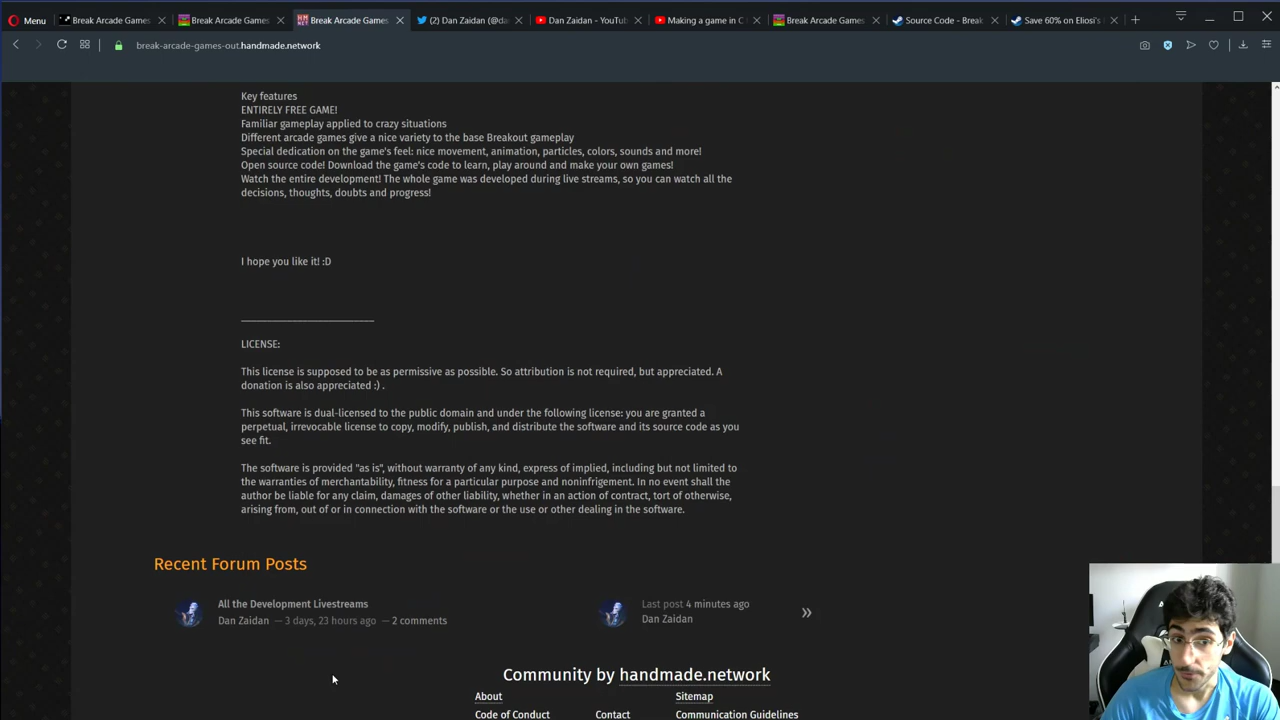 Menu
Break Arcade Games
Break Arcade Games
Break Arcade Games
(2) Dan Zaidan (@da
Dan Zaidan - YouTu
Making a game in C
Break Arcade Games
Source Code - Break
Save 60% on Eliosi's
break-arcade-games-out.handmade.network
Key features
ENTIRELY FREE GAME!
Familiar gameplay applied to crazy situations
Different arcade games give a nice variety to the base Breakout gameplay
Special dedication on the game's feel: nice movement, animation, particles, colors, sounds and more!
Open source code! Download the game's code to learn, play around and make your own games!
Watch the entire development! The whole game was developed during live streams, so you can watch all the
decisions, thoughts, doubts and progress!
I hope you like it! :D
___________________________
LICENSE:
This license is supposed to be as permissive as possible. So attribution is not required, but appreciated. A
donation is also appreciated :) .
This software is dual-licensed to the public domain and under the following license: you are granted a
perpetual, irrevocable license to copy, modify, publish, and distribute the software and its source code as you
see fit.
The software is provided "as is", without warranty of any kind, express of implied, including but not limited to
the warranties of merchantability, fitness for a particular purpose and noninfrigement. In no event shall the
author be liable for any claim, damages of other liability, whether in an action of contract, tort of otherwise,
arising from, out of or in connection with the software or the use or other dealing in the software.
Recent Forum Posts
All the Development Livestreams
Dan Zaidan — 3 days, 23 hours ago — 2 comments
Last post 4 minutes ago
Dan Zaidan
»
Community by handmade.network
About
Sitemap
Code of Conduct
Contact
Communication Guidelines